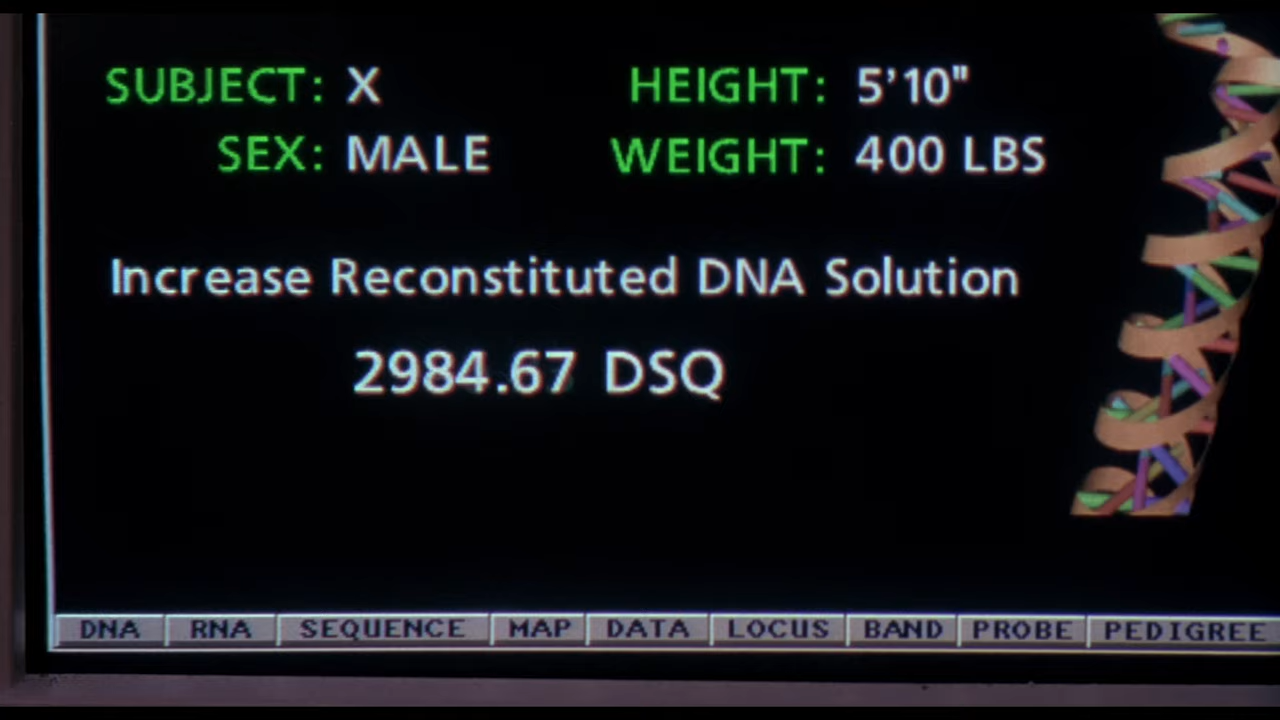 SUBJECT: X HEIGHT: 5'10"
SEX: MALE WEIGHT: 400 LBS
Increase Reconstituted DNA Solution
2984.67 DSQ
DNA RNA SEQUENCE MAP DATA LOCUS BAND PROBE PEDIGREE